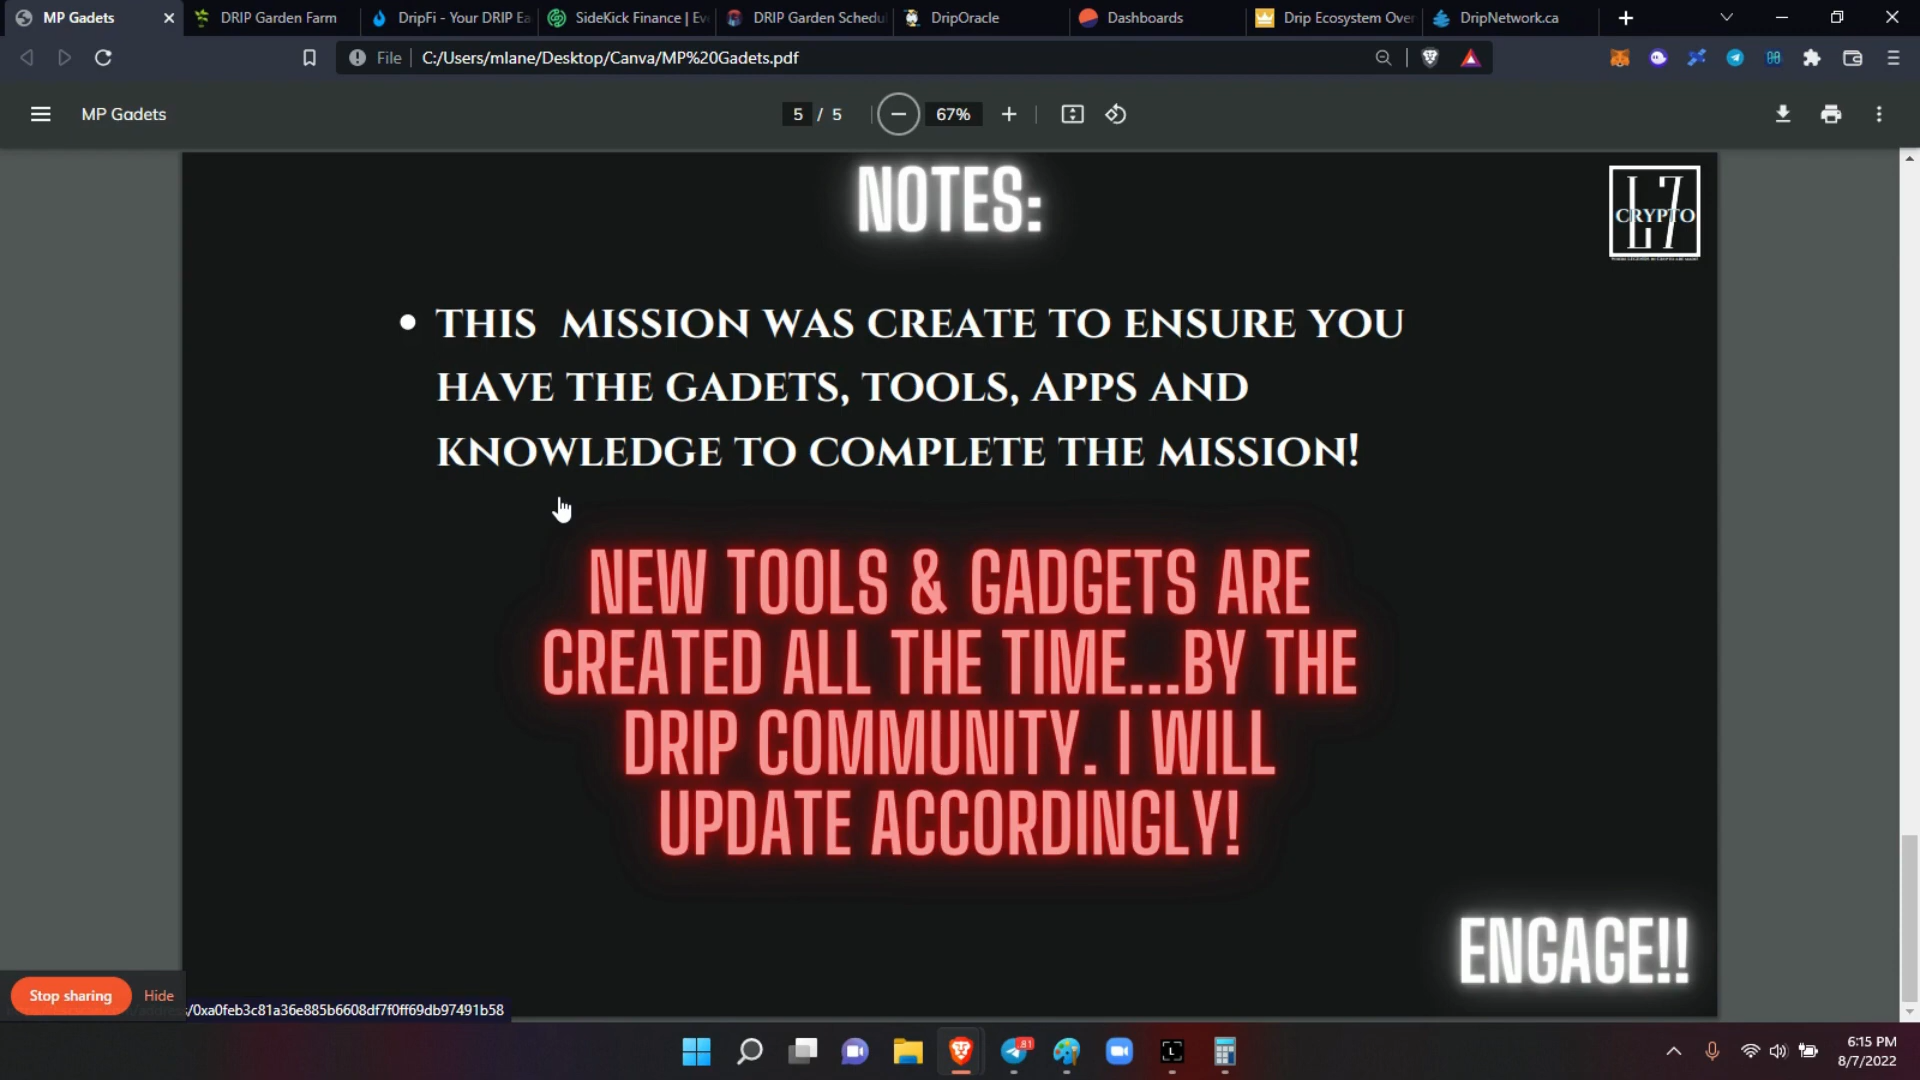 MP Gadets
DRIP Garden Farm
DripFi - Your DRIP Ea
SideKick Finance | Ev
DRIP Garden Schedul
DripOracle
Dashboards
Drip Ecosystem Over
DripNetwork.ca
File
C:/Users/mlane/Desktop/Canva/MP%20Gadets.pdf
MP Gadets
5 / 5
67%
NOTES:
L7
CRYPTO
THIS MISSION WAS CREATE TO ENSURE YOU
HAVE THE GADETS, TOOLS, APPS AND
KNOWLEDGE TO COMPLETE THE MISSION!
NEW TOOLS & GADGETS ARE
CREATED ALL THE TIME...BY THE
DRIP COMMUNITY. I WILL
UPDATE ACCORDINGLY!
ENGAGE!!
Stop sharing
Hide
/0xa0feb3c81a36e885b6608df7f0ff69db97491b58
81
L
6:15 PM
8/7/2022